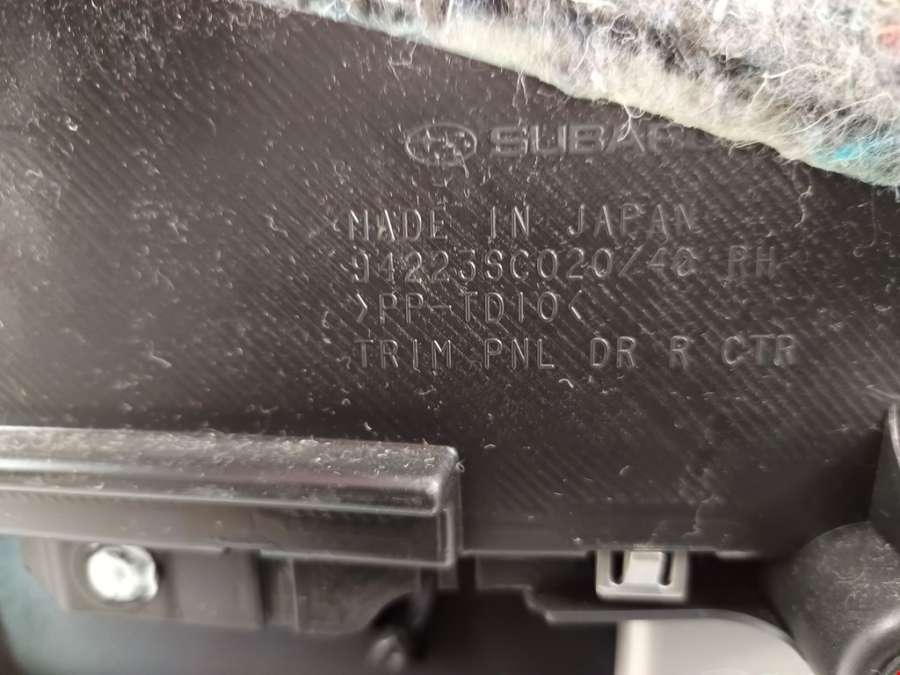 SUBARU
MADE IN JAPAN
94223SC020/40 RH
>PP-TD10<
TRIM PNL DR R CTR